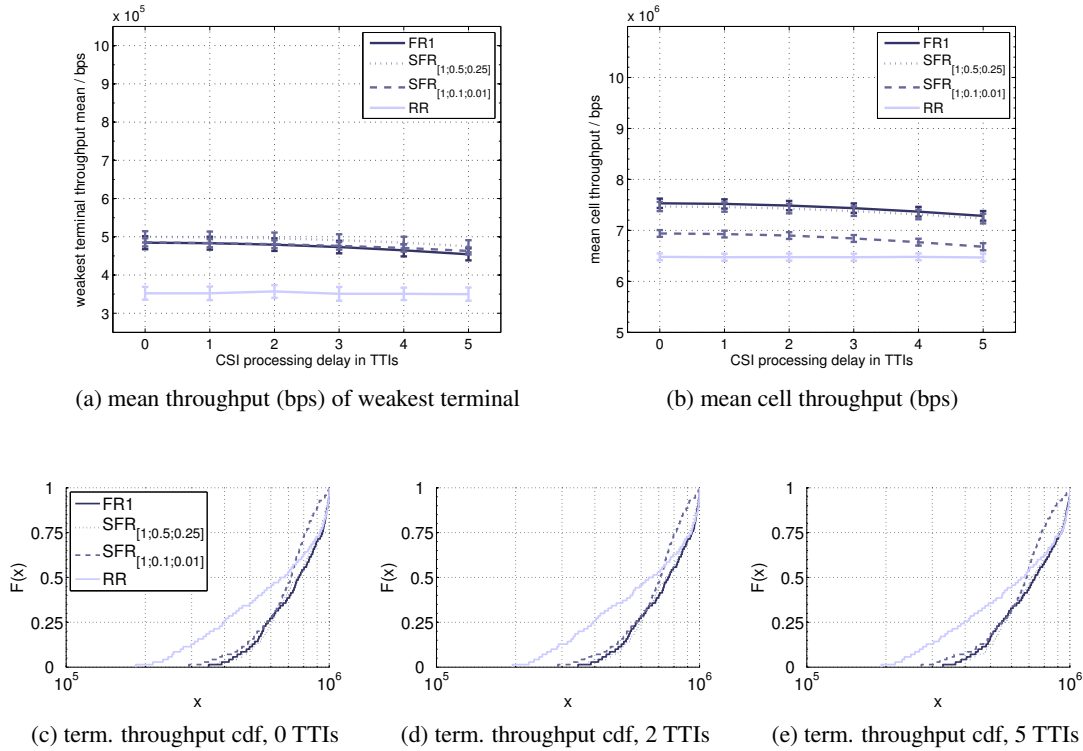 x 10^5
weakest terminal throughput mean / bps
10
9
8
7
6
5
4
3
0 1 2 3 4 5
CSI processing delay in TTIs
FR1
SFR[1;0.5;0.25]
SFR[1;0.1;0.01]
RR
(a) mean throughput (bps) of weakest terminal
x 10^6
mean cell throughput / bps
10
9
8
7
6
5
0 1 2 3 4 5
CSI processing delay in TTIs
FR1
SFR[1;0.5;0.25]
SFR[1;0.1;0.01]
RR
(b) mean cell throughput (bps)
F(x)
1
0.75
0.5
0.25
0
10^5 10^6
x
FR1
SFR[1;0.5;0.25]
SFR[1;0.1;0.01]
RR
(c) term. throughput cdf, 0 TTIs
F(x)
1
0.75
0.5
0.25
0
10^5 10^6
x
(d) term. throughput cdf, 2 TTIs
F(x)
1
0.75
0.5
0.25
0
10^5 10^6
x
(e) term. throughput cdf, 5 TTIs